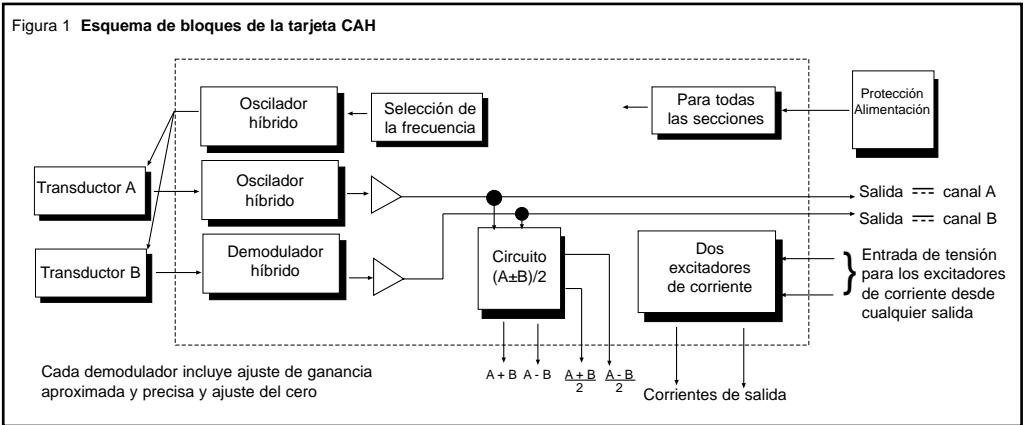 Figura 1 Esquema de bloques de la tarjeta CAH
Oscilador
híbrido
Selección de
la frecuencia
Para todas
las secciones
Protección
Alimentación
Transductor A
Oscilador
híbrido
Salida canal A
Salida canal B
Transductor B
Demodulador
híbrido
Circuito
(A±B)/2
Dos
excitadores
de corriente
Entrada de tensión
para los excitadores
de corriente desde
cualquier salida
}
Cada demodulador incluye ajuste de ganancia
aproximada y precisa y ajuste del cero
A + B A - B A + B A - B
2 2
Corrientes de salida